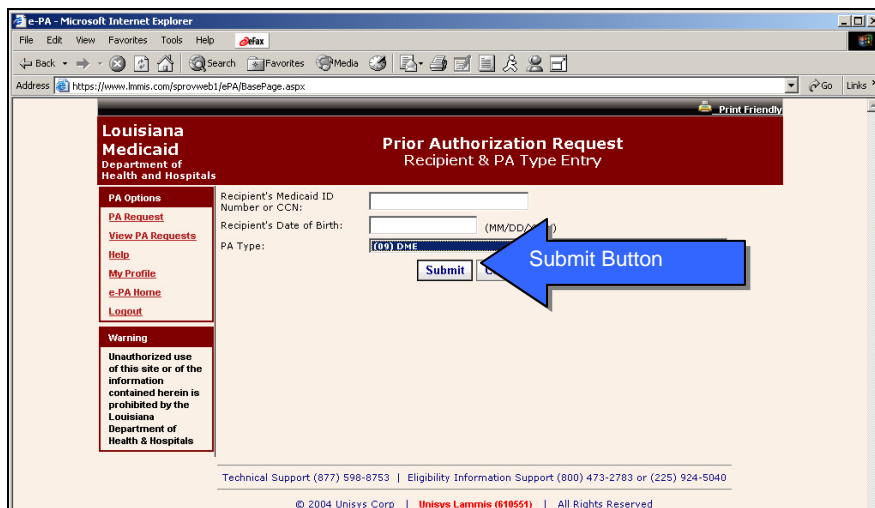 e-PA - Microsoft Internet Explorer
File Edit View Favorites Tools Help eFax
Back Search Favorites Media
Address https://www.lmmis.com/sprovweb1/ePA/BasePage.aspx Go Links
Print Friendly
Louisiana
Medicaid
Department of
Health and Hospitals
Prior Authorization Request
Recipient & PA Type Entry
PA Options
PA Request
View PA Requests
Help
My Profile
e-PA Home
Logout
Warning
Unauthorized use
of this site or of the
information
contained herein is
prohibited by the
Louisiana
Department of
Health & Hospitals
Recipient's Medicaid ID
Number or CCN:
Recipient's Date of Birth:
PA Type: (09) DME
Submit
Submit Button
Technical Support (877) 598-8753 | Eligibility Information Support (800) 473-2783 or (225) 924-5040
© 2004 Unisys Corp | Unisys Lammis (610551) | All Rights Reserved